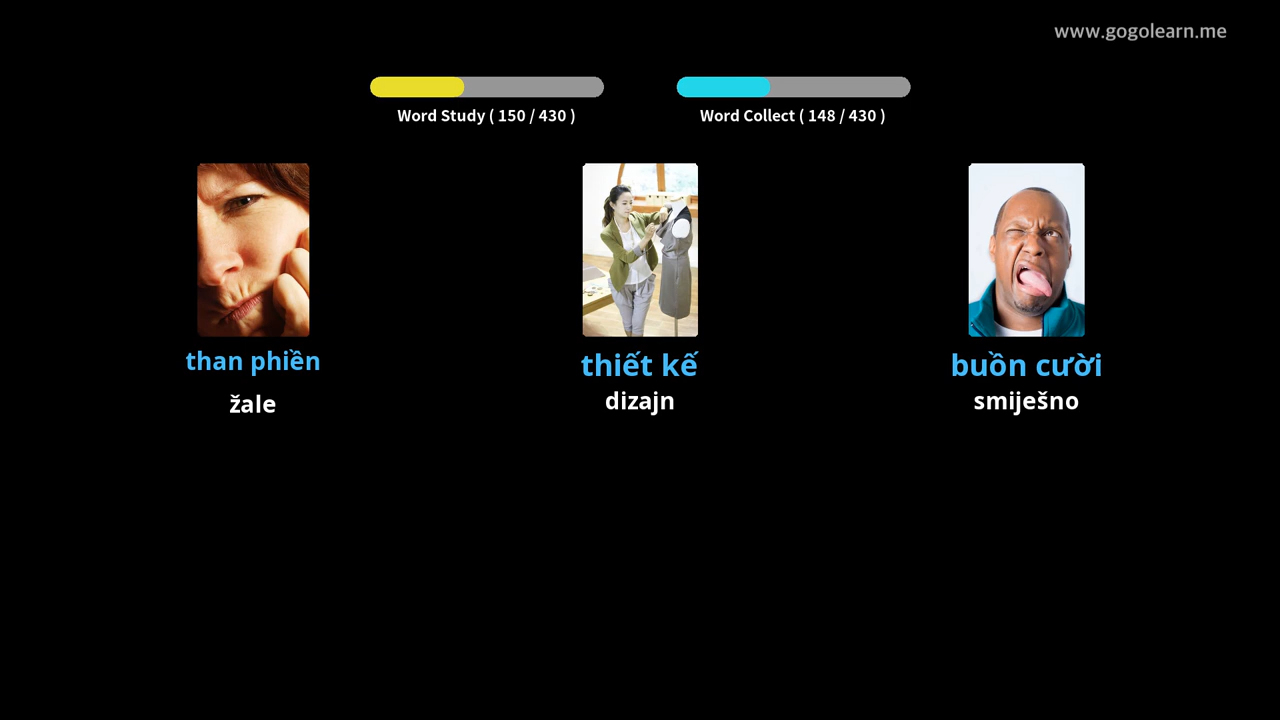 www.gogolearn.me
Word Study ( 150 / 430 )
Word Collect ( 148 / 430 )
than phiền
žale
thiết kế
dizajn
buồn cười
smiješno